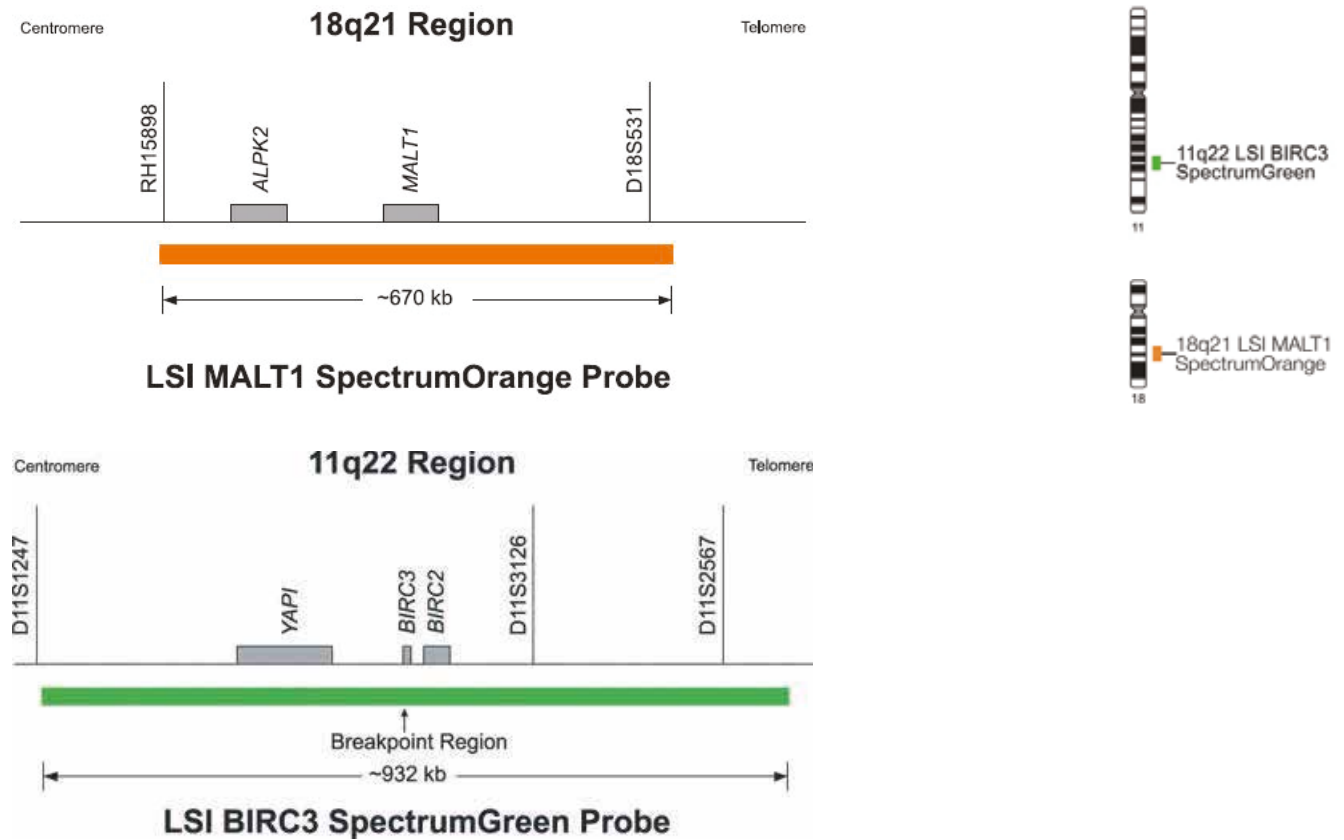 Centromere
18q21 Region
Telomere
RH15898
ALPK2
MALT1
D18S531
~670 kb
LSI MALT1 SpectrumOrange Probe
11q22 LSI BIRC3
SpectrumGreen
11
18q21 LSI MALT1
SpectrumOrange
18
Centromere
11q22 Region
Telomere
D11S1247
YAPI
BIRC3
BIRC2
D11S3126
D11S2567
Breakpoint Region
~932 kb
LSI BIRC3 SpectrumGreen Probe